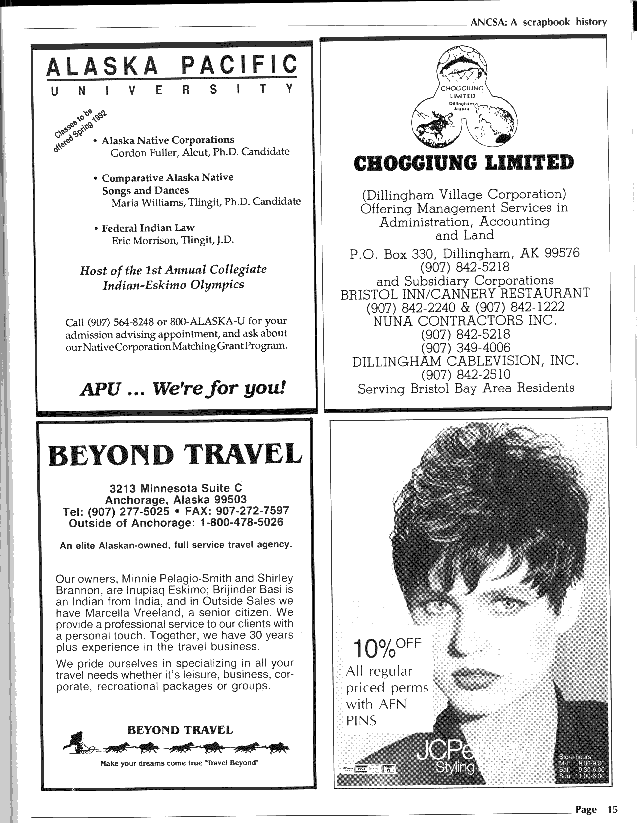 ANCSA: A scrapbook history
ALASKA PACIFIC
UNIVERSITY
Classes to be
offered Spring 1992
• Alaska Native Corporations
Gordon Fuller, Aleut, Ph.D. Candidate
• Comparative Alaska Native
Songs and Dances
Maria Williams, Tlingit, Ph.D. Candidate
• Federal Indian Law
Eric Morrison, Tlingit, J.D.
Host of the 1st Annual Collegiate
Indian-Eskimo Olympics
Call (907) 564-8248 or 800-ALASKA-U for your
admission advising appointment, and ask about
our Native Corporation Matching Grant Program.
APU ... We're for you!
CHOGGIUNG
LIMITED
Dillingham
Alaska
CHOGGIUNG LIMITED
(Dillingham Village Corporation)
Offering Management Services in
Administration, Accounting
and Land
P.O. Box 330, Dillingham, AK 99576
(907) 842-5218
and Subsidiary Corporations
BRISTOL INN/CANNERY RESTAURANT
(907) 842-2240 & (907) 842-1222
NUNA CONTRACTORS INC.
(907) 842-5218
(907) 349-4006
DILLINGHAM CABLEVISION, INC.
(907) 842-2510
Serving Bristol Bay Area Residents
BEYOND TRAVEL
3213 Minnesota Suite C
Anchorage, Alaska 99503
Tel: (907) 277-5025 • FAX: 907-272-7597
Outside of Anchorage: 1-800-478-5026
An elite Alaskan-owned, full service travel agency.
Our owners, Minnie Pelagio-Smith and Shirley
Brannon, are Inupiaq Eskimo; Brijinder Basi is
an Indian from India, and in Outside Sales we
have Marcella Vreeland, a senior citizen. We
provide a professional service to our clients with
a personal touch. Together, we have 30 years
plus experience in the travel business.
We pride ourselves in specializing in all your
travel needs whether it's leisure, business, cor-
porate, recreational packages or groups.
BEYOND TRAVEL
Make your dreams come true "Travel Beyond"
10% OFF
All regular
priced perms
with AFN
PINS
JCPe
Styling
Page 15